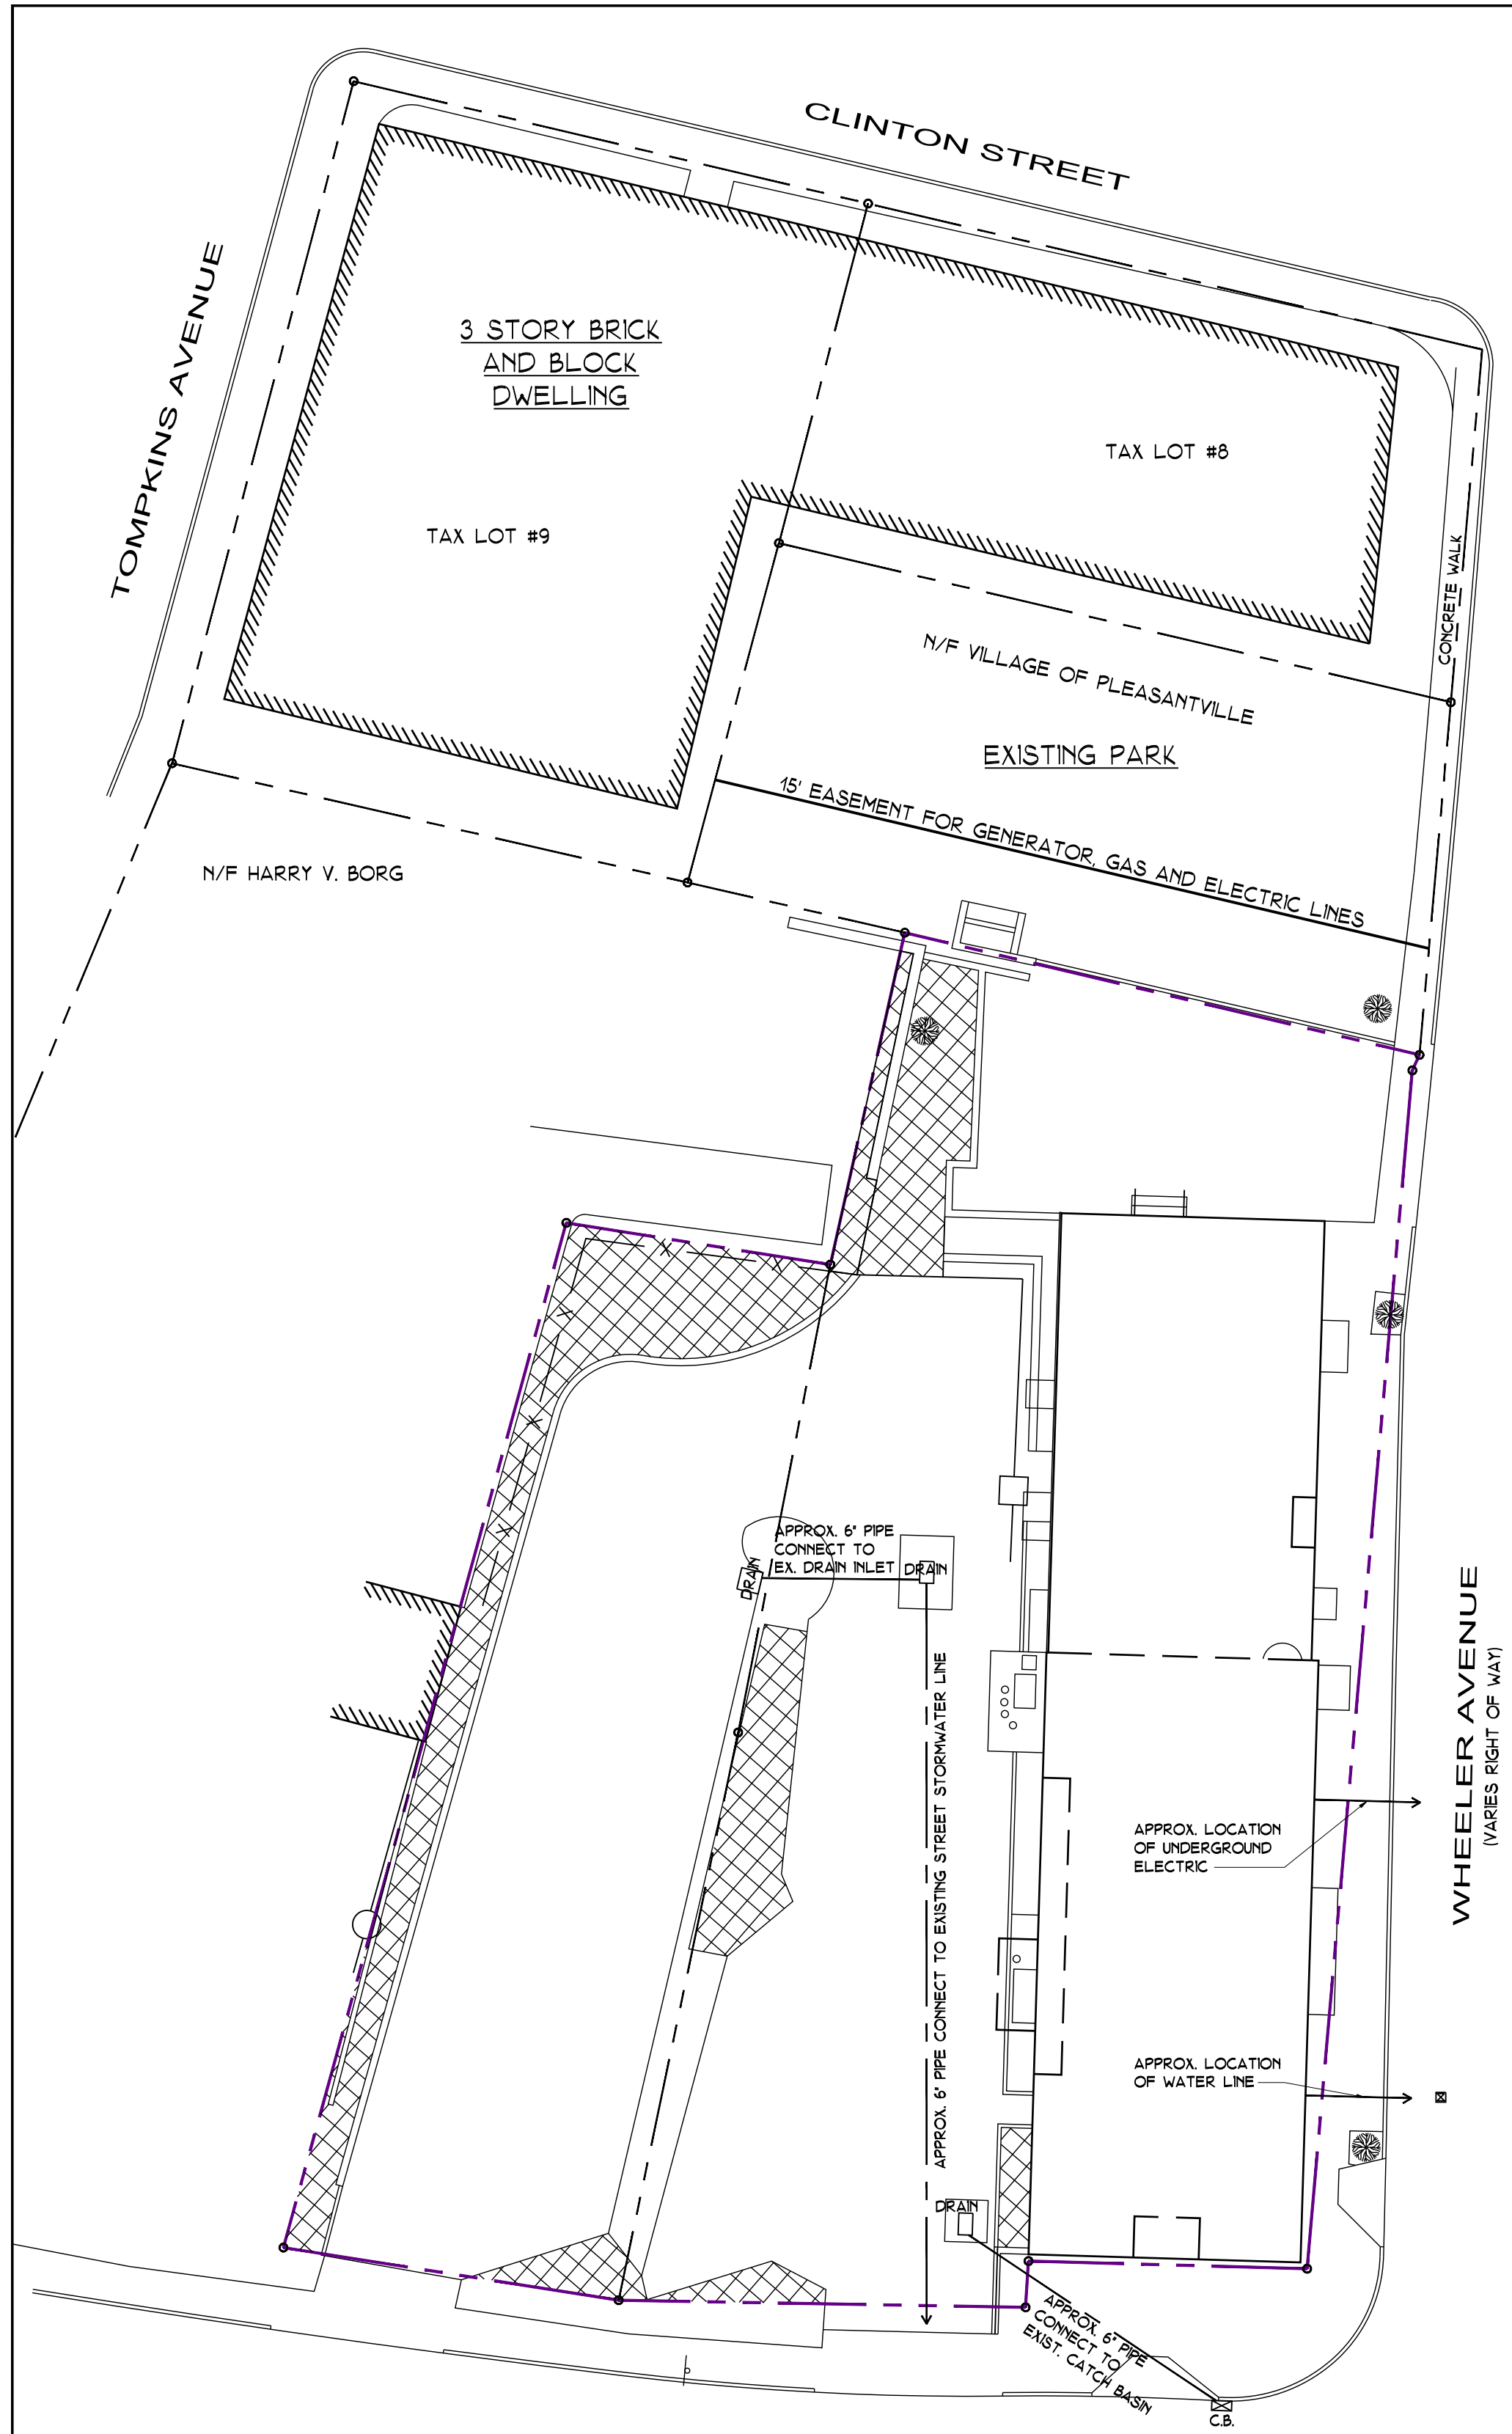 CLINTON STREET
TOMPKINS AVENUE
3 STORY BRICK
AND BLOCK
DWELLING
TAX LOT #8
TAX LOT #9
CONCRETE WALK
N/F VILLAGE OF PLEASANTVILLE
EXISTING PARK
15' EASEMENT FOR GENERATOR, GAS AND ELECTRIC LINES
N/F HARRY V. BORG
X
X
X
X
X
APPROX. 6" PIPE
CONNECT TO
EX. DRAIN INLET
DRAIN
DRAIN
APPROX. 6" PIPE CONNECT TO EXISTING STREET STORMWATER LINE
WHEELER AVENUE
(VARIES RIGHT OF WAY)
APPROX. LOCATION
OF UNDERGROUND
ELECTRIC
APPROX. LOCATION
OF WATER LINE
DRAIN
APPROX. 6" PIPE
CONNECT TO
EXIST. CATCH BASIN
C.B.